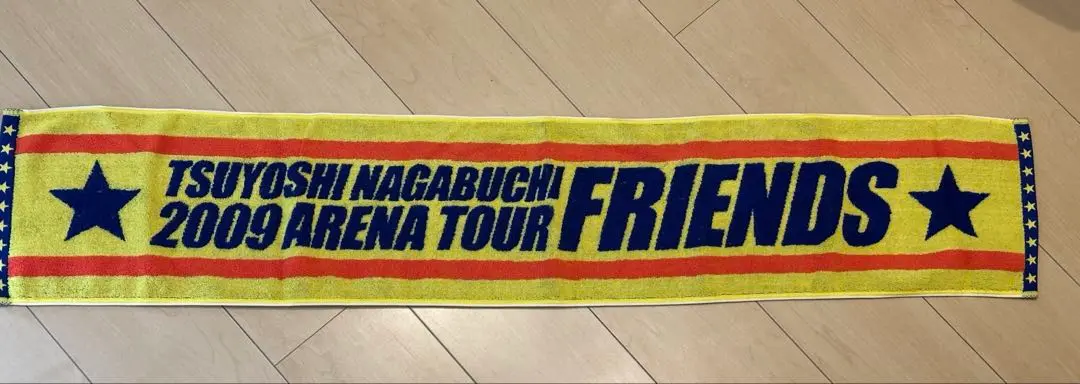 TSUYOSHI NAGABUCHI
2009 ARENA TOUR
FRIENDS